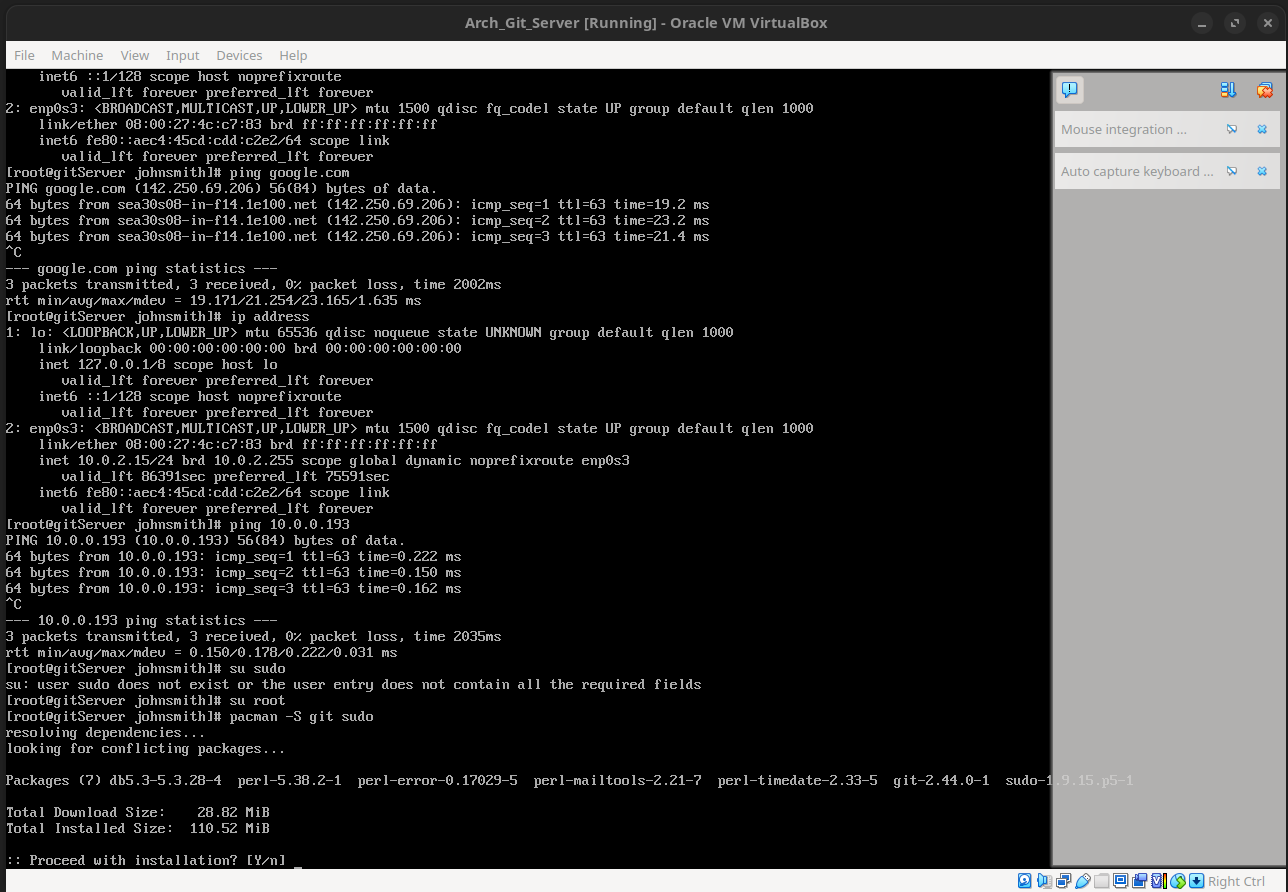 Arch_Git_Server [Running] - Oracle VM VirtualBox
File Machine View Input Devices Help
inet6 ::1/128 scope host noprefixroute
valid_lft forever preferred_lft forever
2: enp0s3: <BROADCAST,MULTICAST,UP,LOWER_UP> mtu 1500 qdisc fq_codel state UP group default qlen 1000
link/ether 08:00:27:4c:c7:83 brd ff:ff:ff:ff:ff:ff
inet6 fe80::aec4:45cd:cdd:c2e2/64 scope link
valid_lft forever preferred_lft forever
[root@gitServer johnsmith]# ping google.com
PING google.com (142.250.69.206) 56(84) bytes of data.
64 bytes from sea30s08-in-f14.1e100.net (142.250.69.206): icmp_seq=1 ttl=63 time=19.2 ms
64 bytes from sea30s08-in-f14.1e100.net (142.250.69.206): icmp_seq=2 ttl=63 time=23.2 ms
64 bytes from sea30s08-in-f14.1e100.net (142.250.69.206): icmp_seq=3 ttl=63 time=21.4 ms
^C
--- google.com ping statistics ---
3 packets transmitted, 3 received, 0% packet loss, time 2002ms
rtt min/avg/max/mdev = 19.171/21.254/23.165/1.635 ms
[root@gitServer johnsmith]# ip address
1: lo: <LOOPBACK,UP,LOWER_UP> mtu 65536 qdisc noqueue state UNKNOWN group default qlen 1000
link/loopback 00:00:00:00:00:00 brd 00:00:00:00:00:00
inet 127.0.0.1/8 scope host lo
valid_lft forever preferred_lft forever
inet6 ::1/128 scope host noprefixroute
valid_lft forever preferred_lft forever
2: enp0s3: <BROADCAST,MULTICAST,UP,LOWER_UP> mtu 1500 qdisc fq_codel state UP group default qlen 1000
link/ether 08:00:27:4c:c7:83 brd ff:ff:ff:ff:ff:ff
inet 10.0.2.15/24 brd 10.0.2.255 scope global dynamic noprefixroute enp0s3
valid_lft 86391sec preferred_lft 75591sec
inet6 fe80::aec4:45cd:cdd:c2e2/64 scope link
valid_lft forever preferred_lft forever
[root@gitServer johnsmith]# ping 10.0.0.193
PING 10.0.0.193 (10.0.0.193) 56(84) bytes of data.
64 bytes from 10.0.0.193: icmp_seq=1 ttl=63 time=0.222 ms
64 bytes from 10.0.0.193: icmp_seq=2 ttl=63 time=0.150 ms
64 bytes from 10.0.0.193: icmp_seq=3 ttl=63 time=0.162 ms
^C
--- 10.0.0.193 ping statistics ---
3 packets transmitted, 3 received, 0% packet loss, time 2035ms
rtt min/avg/max/mdev = 0.150/0.178/0.222/0.031 ms
[root@gitServer johnsmith]# su sudo
su: user sudo does not exist or the user entry does not contain all the required fields
[root@gitServer johnsmith]# su root
[root@gitServer johnsmith]# pacman -S git sudo
resolving dependencies...
looking for conflicting packages...
Packages (7) db5.3-5.3.28-4 perl-5.38.2-1 perl-error-0.17029-5 perl-mailtools-2.21-7 perl-timedate-2.33-5 git-2.44.0-1 sudo-1.9.15.p5-1
Total Download Size: 28.82 MiB
Total Installed Size: 110.52 MiB
:: Proceed with installation? [Y/n] _
Mouse integration ...
Auto capture keyboard ...
Right Ctrl